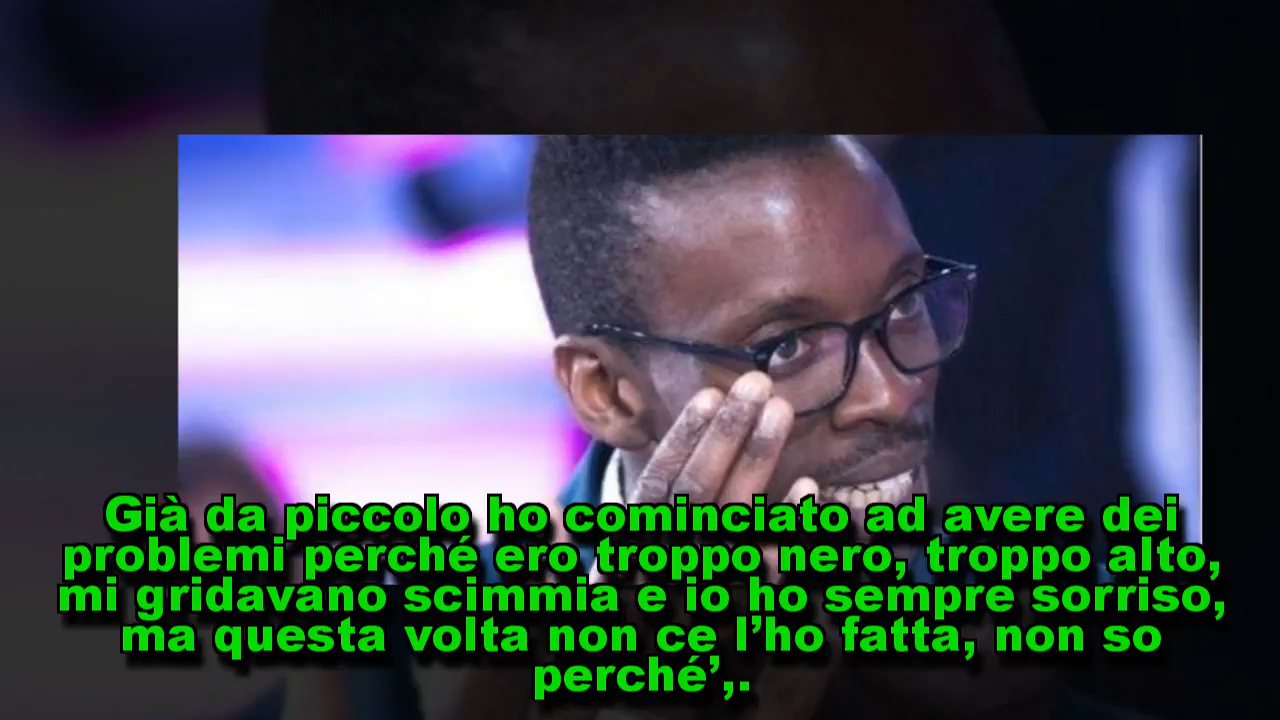 Già da piccolo ho cominciato ad avere dei
problemi perché ero troppo nero, troppo alto,
mi gridavano scimmia e io ho sempre sorriso,
ma questa volta non ce l’ho fatta, non so
perché’,.